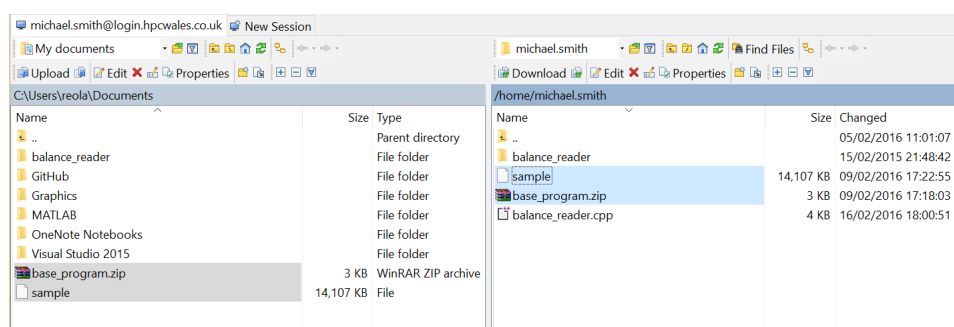 michael.smith@login.hpcwales.co.uk New Session
My documents michael.smith Find Files
Upload Edit Properties Download Edit Properties
C:\Users\reola\Documents /home/michael.smith
Name Size Type Name Size Changed
.. Parent directory .. 05/02/2016 11:01:07
balance_reader File folder balance_reader 15/02/2015 21:48:42
GitHub File folder sample 14,107 KB 09/02/2016 17:22:55
Graphics File folder base_program.zip 3 KB 09/02/2016 17:18:03
MATLAB File folder balance_reader.cpp 4 KB 16/02/2016 18:00:51
OneNote Notebooks File folder
Visual Studio 2015 File folder
base_program.zip 3 KB WinRAR ZIP archive
sample 14,107 KB File